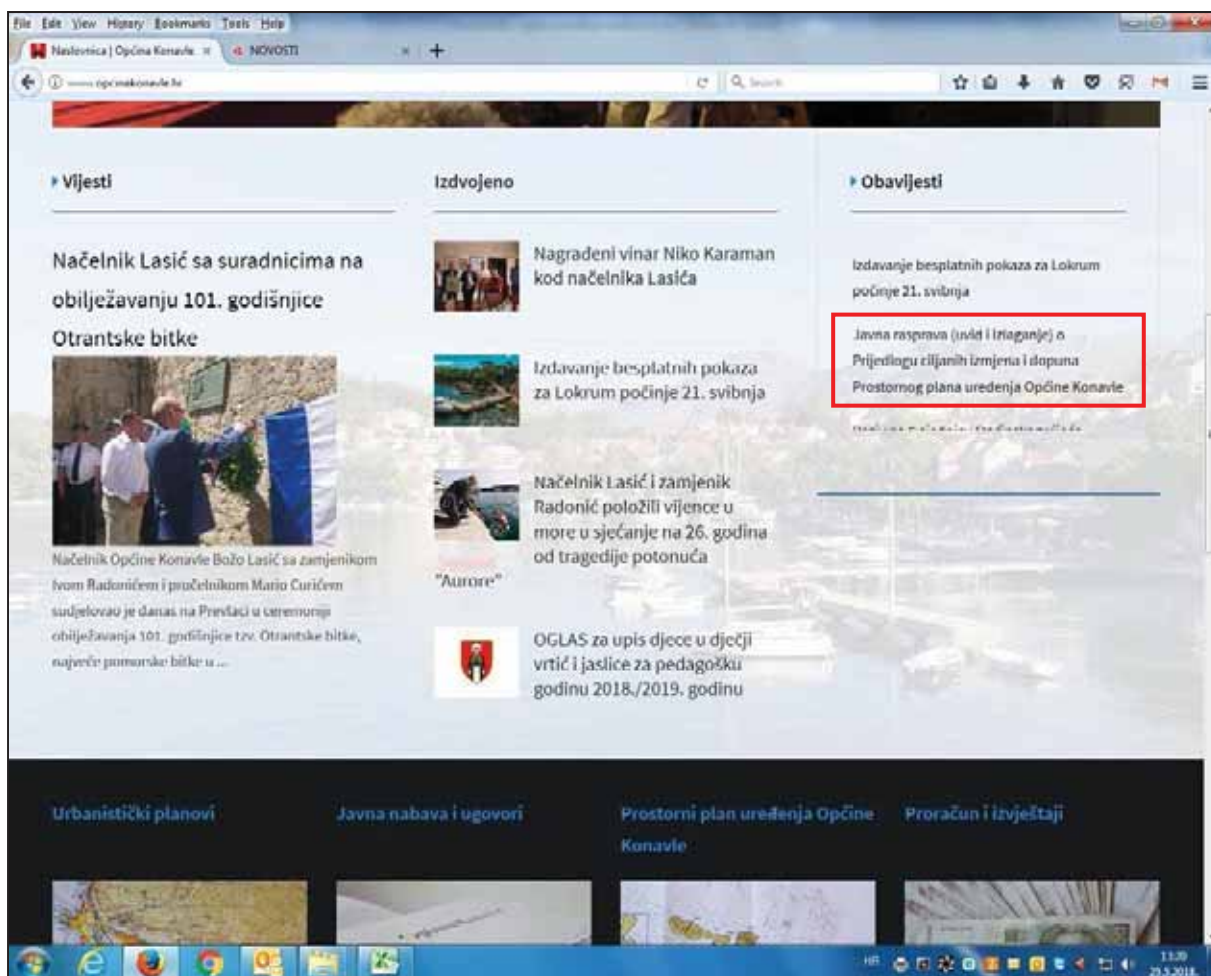 File Edit View History Bookmarks Tools Help
Naslovnica | Općina Konavle
NOVOSTI
www.opcinakonavle.hr
Search
Vijesti
Načelnik Lasić sa suradnicima na
obilježavanju 101. godišnjice
Otrantske bitke
Načelnik Općine Konavle Božo Lasić sa zamjenikom
Ivom Radonićem i pročelnikom Mario Curićem
sudjelovao je danas na Prevlaci u ceremoniji
obilježavanja 101. godišnjice tzv. Otrantske bitke,
najveće pomorske bitke u ...
Izdvojeno
Nagrađeni vinar Niko Karaman
kod načelnika Lasića
Izdavanje besplatnih pokaza
za Lokrum počinje 21. svibnja
Načelnik Lasić i zamjenik
Radonić položili vijence u
more u sjećanje na 26. godina
od tragedije potonuća
"Aurore"
OGLAS za upis djece u dječji
vrtić i jaslice za pedagošku
godinu 2018./2019. godinu
Obavijesti
Izdavanje besplatnih pokaza za Lokrum
počinje 21. svibnja
Javna rasprava (uvid i izlaganje) o
Prijedlogu ciljanih izmjena i dopuna
Prostornog plana uređenja Općine Konavle
Urbanistički planovi
Javna nabava i ugovori
Prostorni plan uređenja Općine
Konavle
Proračun i izvještaji
HR